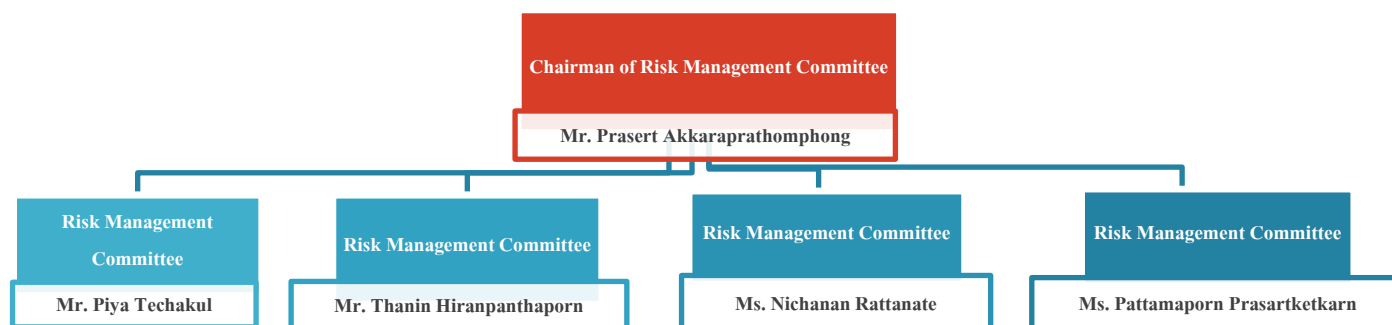 Chairman of Risk Management Committee
Mr. Prasert Akkaraprathomphong
Risk Management
Committee
Mr. Piya Techakul
Risk Management Committee
Mr. Thanin Hiranpanthaporn
Risk Management Committee
Ms. Nichanan Rattanate
Risk Management Committee
Ms. Pattamaporn Prasartketkarn